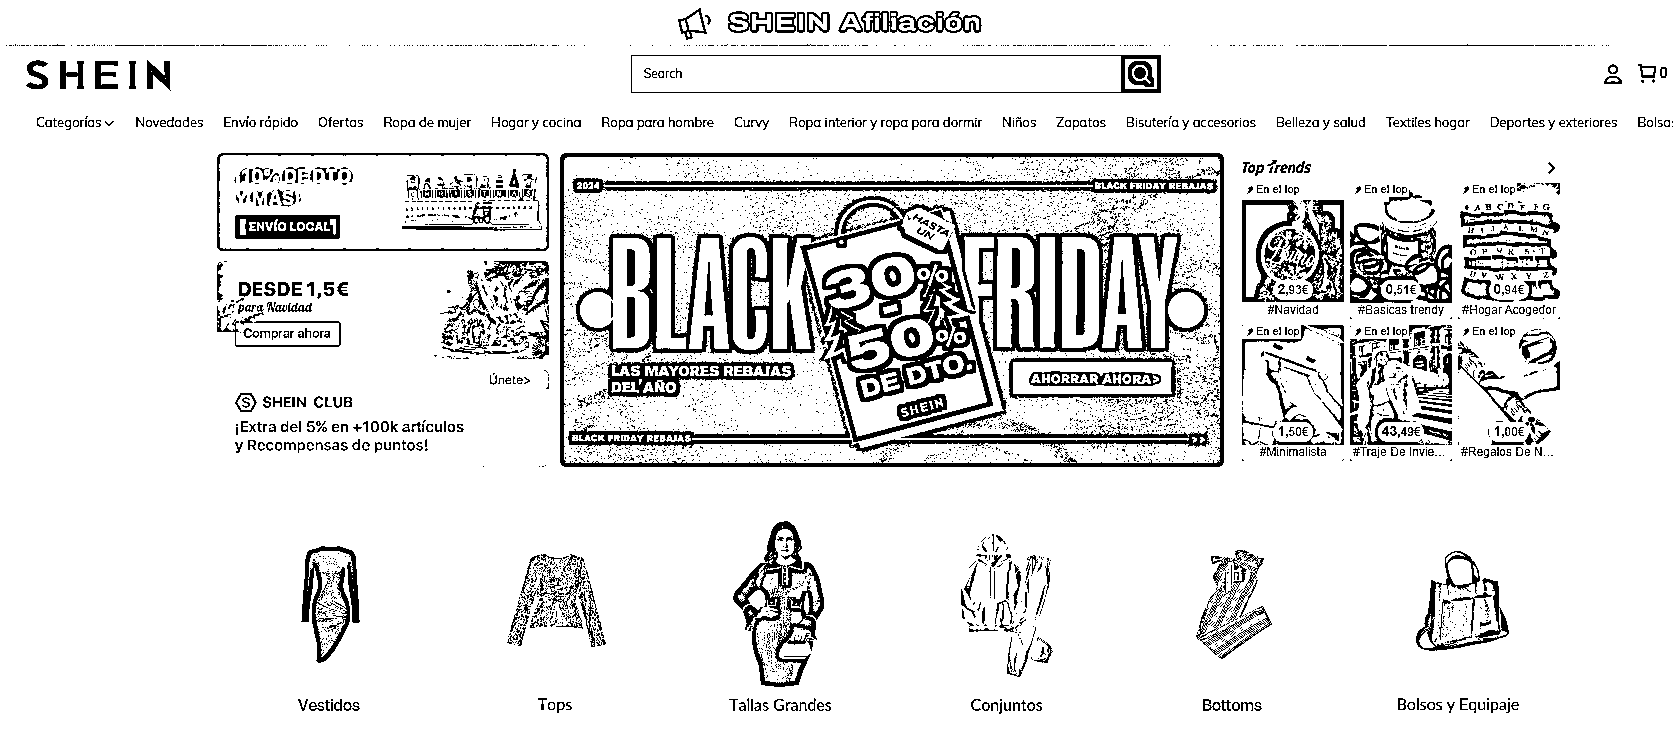 SHEIN Afiliación
SHEIN
Search
0
Categorías
Novedades
Envío rápido
Ofertas
Ropa de mujer
Hogar y cocina
Ropa para hombre
Curvy
Ropa interior y ropa para dormir
Niños
Zapatos
Bisutería y accesorios
Belleza y salud
Textiles hogar
Deportes y exteriores
¡10% DE DTO
Y MÁS!
[ENVÍO LOCAL]
DESDE 1,5€
para Navidad
Comprar ahora
Únete>
SHEIN CLUB
¡Extra del 5% en +100k artículos
y Recompensas de puntos!
2024
BLACK FRIDAY REBAJAS
BLACK FRIDAY
HASTA
UN
30%
-
50%
DE DTO.
SHEIN
LAS MAYORES REBAJAS
DEL AÑO
AHORRAR AHORA>
BLACK FRIDAY REBAJAS
Top Trends
En el top
En el top
En el top
2,93€
0,51€
0,94€
#Navidad
#Basicas trendy
#Hogar Acogedor
En el top
En el top
En el top
1,50€
43,49€
1,00€
#Minimalista
#Traje De Invie...
#Regalos De N...
Vestidos
Tops
Tallas Grandes
Conjuntos
Bottoms
Bolsos y Equipaje